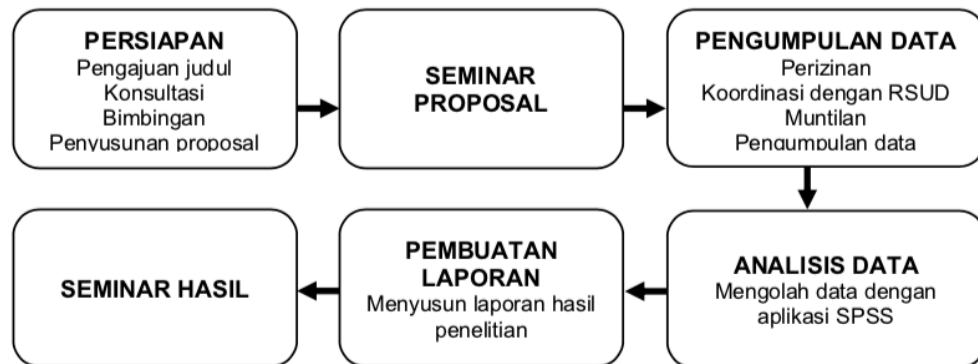 PERSIAPAN
Pengajuan judul
Konsultasi
Bimbingan
Penyusunan proposal
SEMINAR
PROPOSAL
PENGUMPULAN DATA
Perizinan
Koordinasi dengan RSUD
Muntilan
Pengumpulan data
ANALISIS DATA
Mengolah data dengan
aplikasi SPSS
PEMBUATAN
LAPORAN
Menyusun laporan hasil
penelitian
SEMINAR HASIL